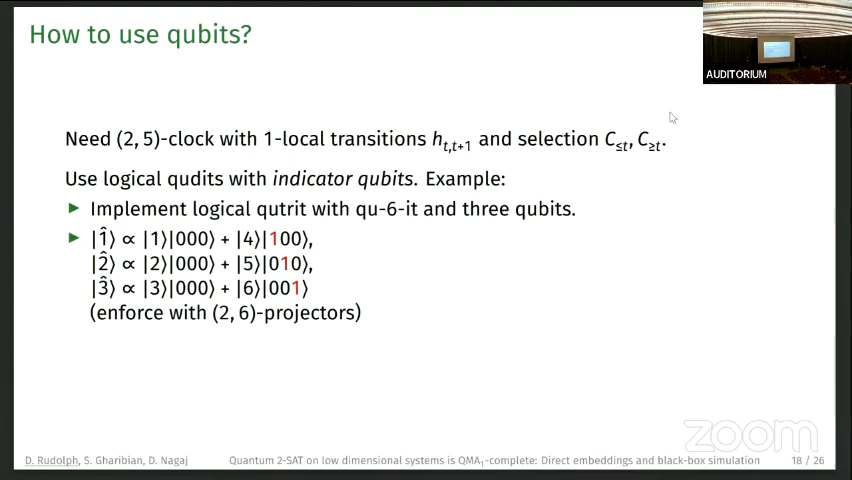 How to use qubits?
AUDITORIUM
Need (2, 5)-clock with 1-local transitions h_{t,t+1} and selection C_{≤t}, C_{≥t}.
Use logical qudits with indicator qubits. Example:
▶ Implement logical qutrit with qu-6-it and three qubits.
▶ |1̂⟩ ∝ |1⟩|000⟩ + |4⟩|100⟩,
|2̂⟩ ∝ |2⟩|000⟩ + |5⟩|010⟩,
|3̂⟩ ∝ |3⟩|000⟩ + |6⟩|001⟩
(enforce with (2, 6)-projectors)
zoom
D. Rudolph, S. Gharibian, D. Nagaj Quantum 2-SAT on low dimensional systems is QMA₁-complete: Direct embeddings and black-box simulation 18 / 26